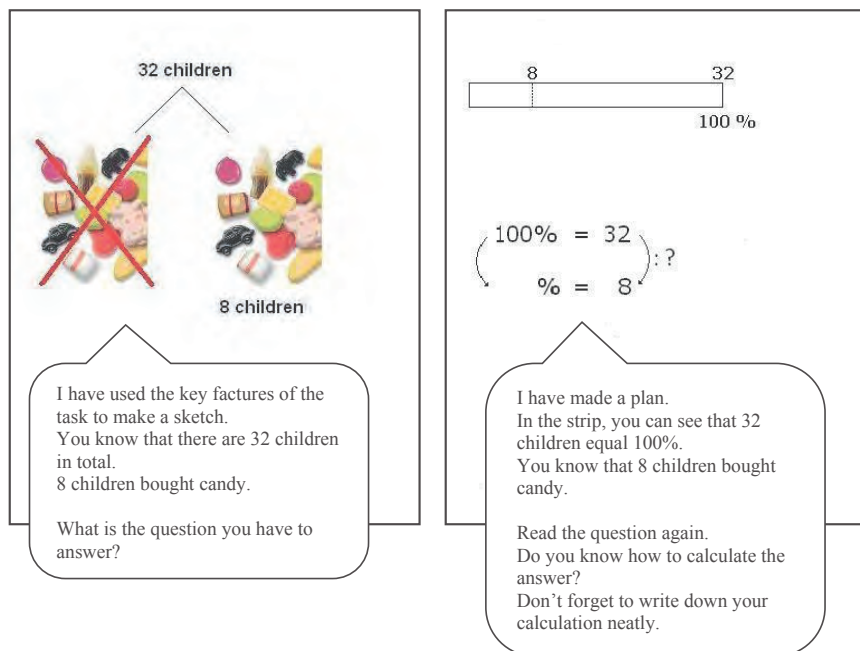 32 children
8 children
I have used the key factures of the
task to make a sketch.
You know that there are 32 children
in total.
8 children bought candy.
What is the question you have to
answer?
8 32
100 %
100% = 32
:?
% = 8
I have made a plan.
In the strip, you can see that 32
children equal 100%.
You know that 8 children bought
candy.
Read the question again.
Do you know how to calculate the
answer?
Don’t forget to write down your
calculation neatly.